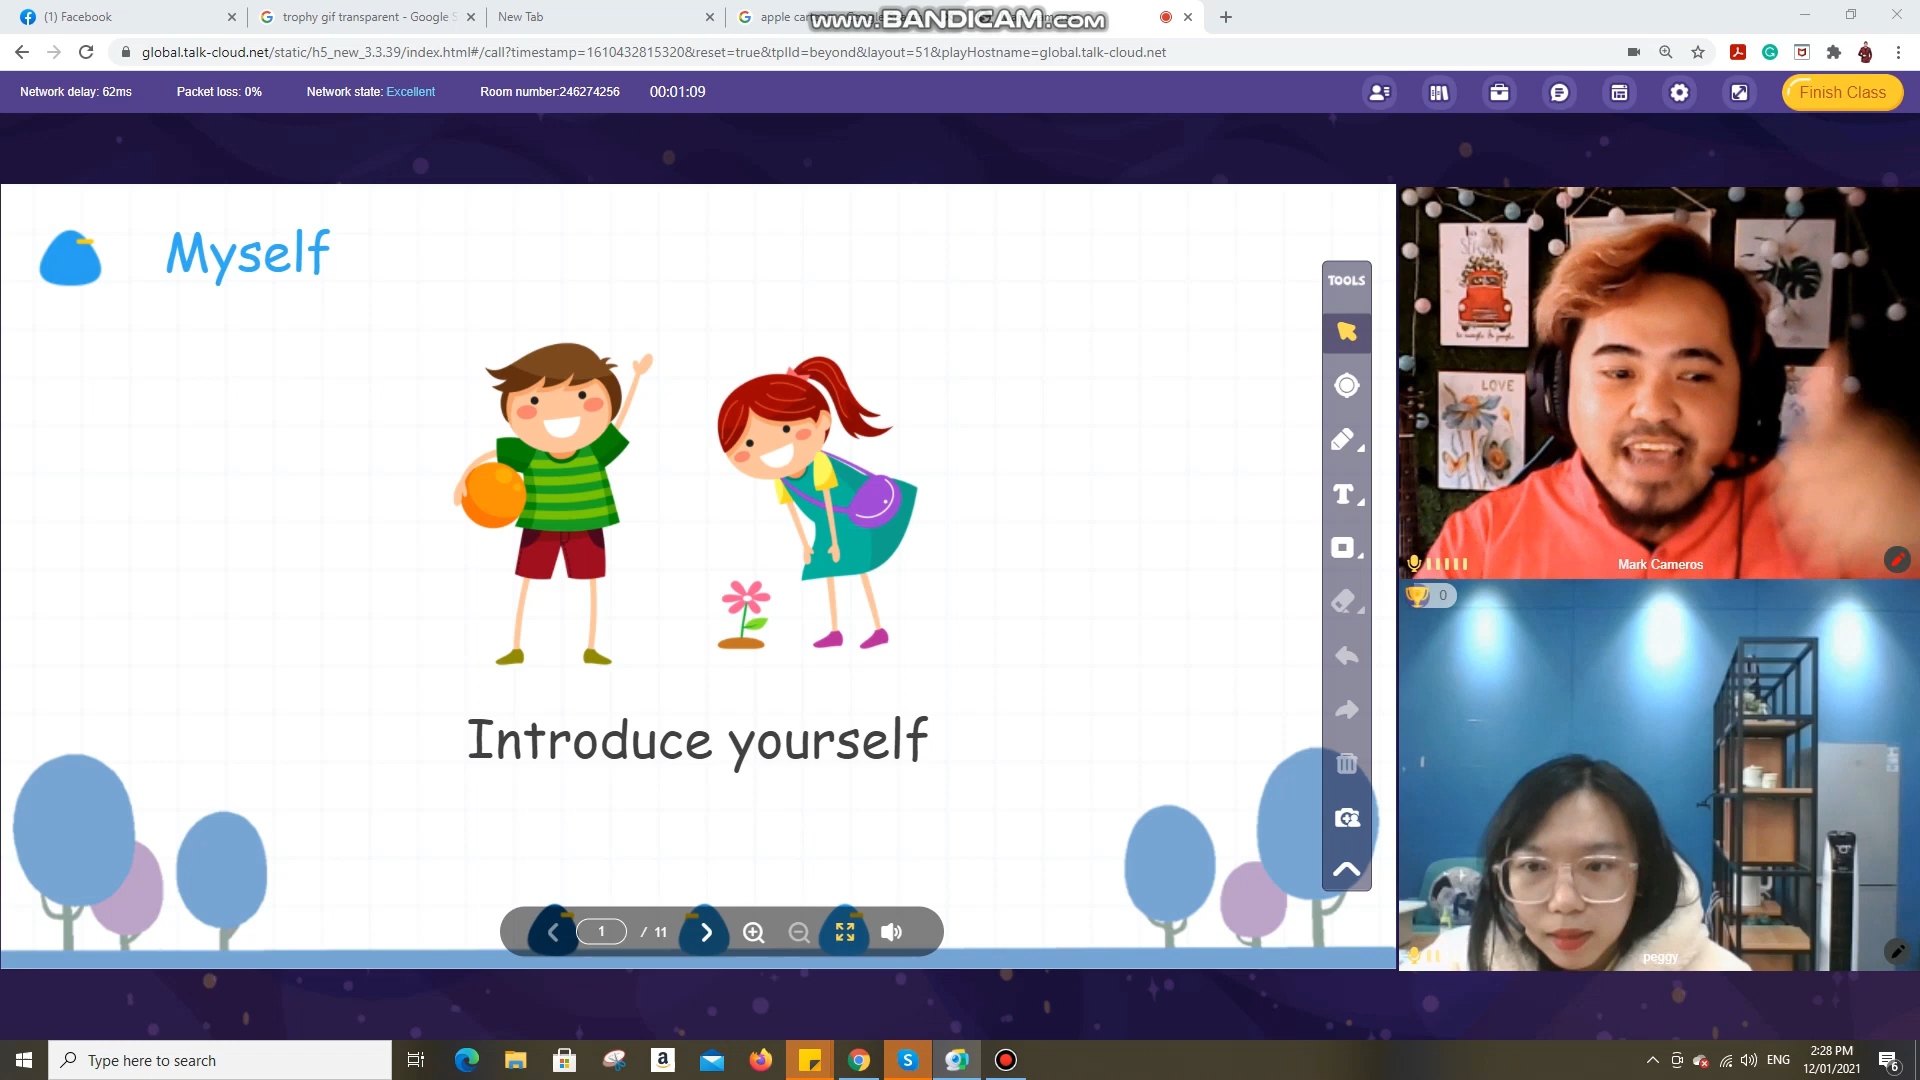 (1) Facebook
trophy gif transparent - Google S
New Tab
www.BANDICAM.com
global.talk-cloud.net/static/h5_new_3.3.39/index.html#/call?timestamp=1610432815320&reset=true&tplId=beyond&layout=51&playHostname=global.talk-cloud.net
Network delay: 62ms
Packet loss: 0%
Network state: Excellent
Room number:246274256
00:01:09
Finish Class
Myself
TOOLS
T
Introduce yourself
1 / 11
LOVE
Mark Cameros
0
peggy
Type here to search
a
S
ENG
2:28 PM
12/01/2021
6